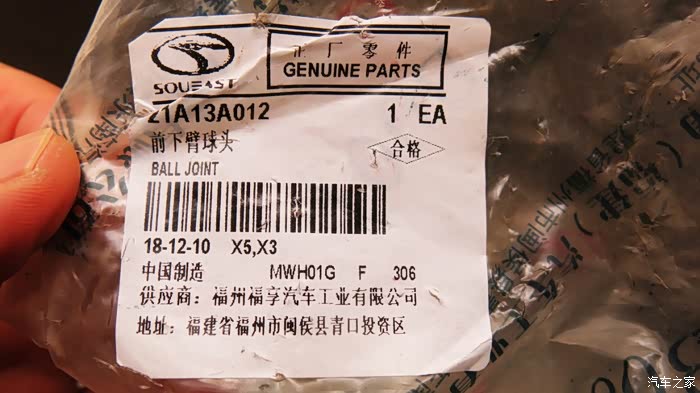 正厂零件
SOUEAST
GENUINE PARTS
21A13A012 1 EA
前下臂球头
合格
BALL JOINT
18-12-10 X5,X3
中国制造 MWH01G F 306
供应商：福州福享汽车工业有限公司
地址：福建省福州市闽侯县青口投资区
汽车之家